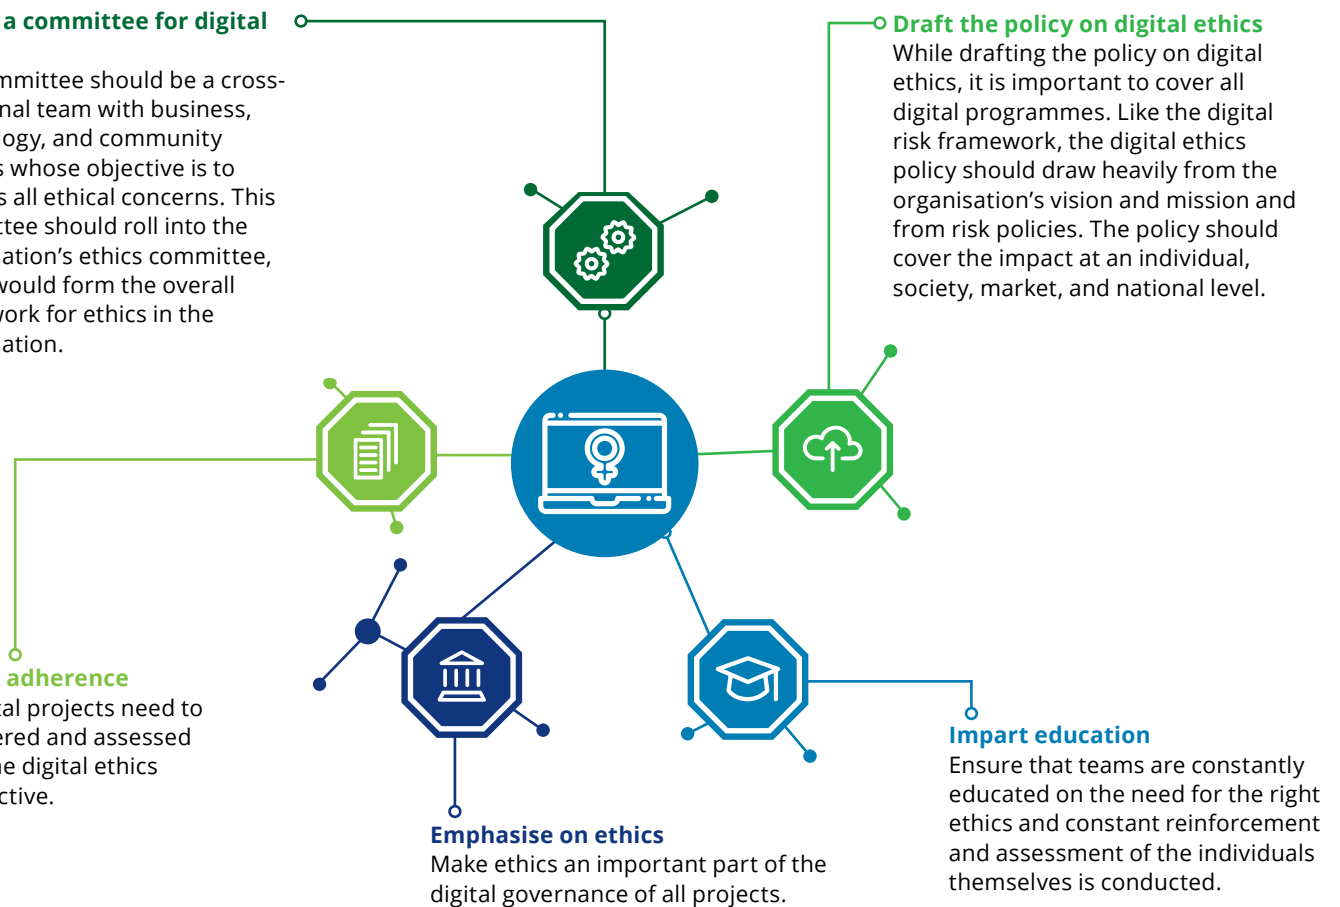 a committee for digital
mmittee should be a cross-
nal team with business,
logy, and community
s whose objective is to
s all ethical concerns. This
ttee should roll into the
sation's ethics committee,
would form the overall
work for ethics in the
sation.
Draft the policy on digital ethics
While drafting the policy on digital
ethics, it is important to cover all
digital programmes. Like the digital
risk framework, the digital ethics
policy should draw heavily from the
organisation's vision and mission and
from risk policies. The policy should
cover the impact at an individual,
society, market, and national level.
adherence
tal projects need to
ered and assessed
ne digital ethics
ctive.
Emphasise on ethics
Make ethics an important part of the
digital governance of all projects.
Impart education
Ensure that teams are constantly
educated on the need for the right
ethics and constant reinforcement
and assessment of the individuals
themselves is conducted.